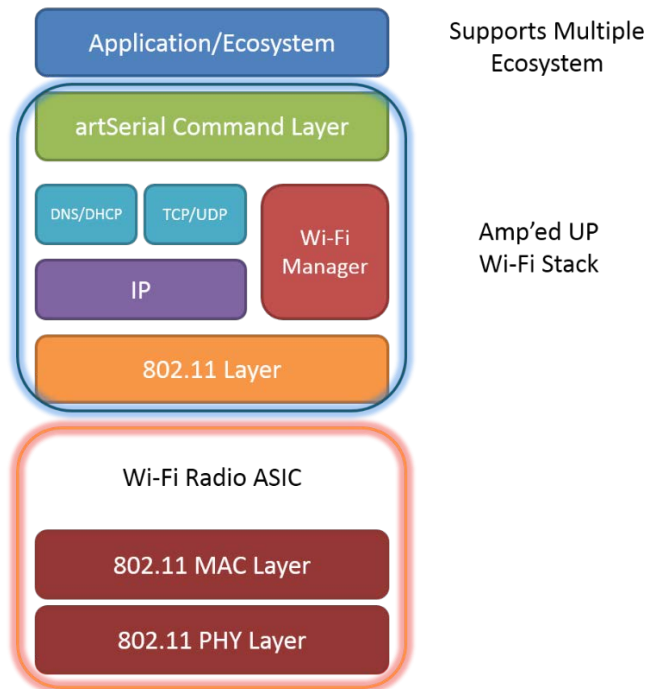 Application/Ecosystem
Supports Multiple
Ecosystem
artSerial Command Layer
DNS/DHCP
TCP/UDP
Wi-Fi
Manager
IP
Amp'ed UP
Wi-Fi Stack
802.11 Layer
Wi-Fi Radio ASIC
802.11 MAC Layer
802.11 PHY Layer